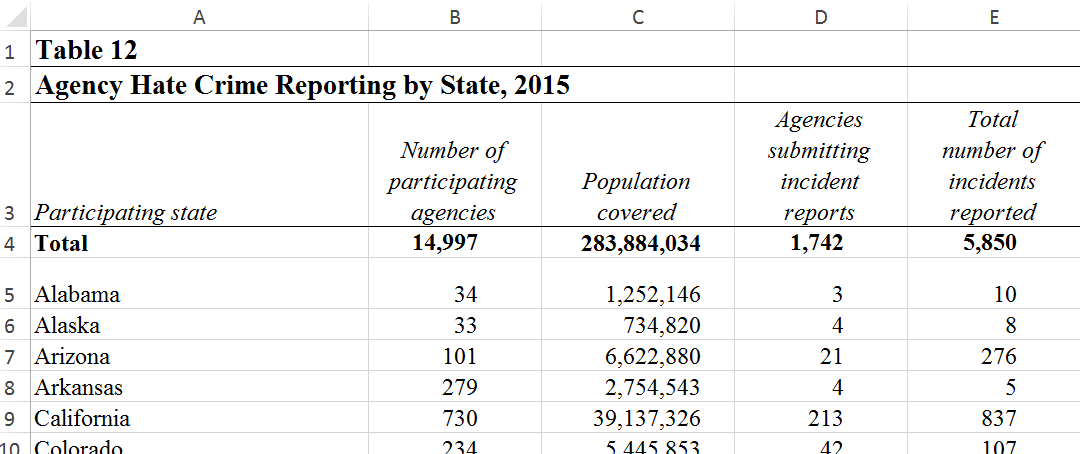 A B C D E
1 Table 12
2 Agency Hate Crime Reporting by State, 2015
3 Participating state Number of participating agencies Population covered Agencies submitting incident reports Total number of incidents reported
4 Total 14,997 283,884,034 1,742 5,850
5 Alabama 34 1,252,146 3 10
6 Alaska 33 734,820 4 8
7 Arizona 101 6,622,880 21 276
8 Arkansas 279 2,754,543 4 5
9 California 730 39,137,326 213 837
10 Colorado 234 5,445,853 42 107